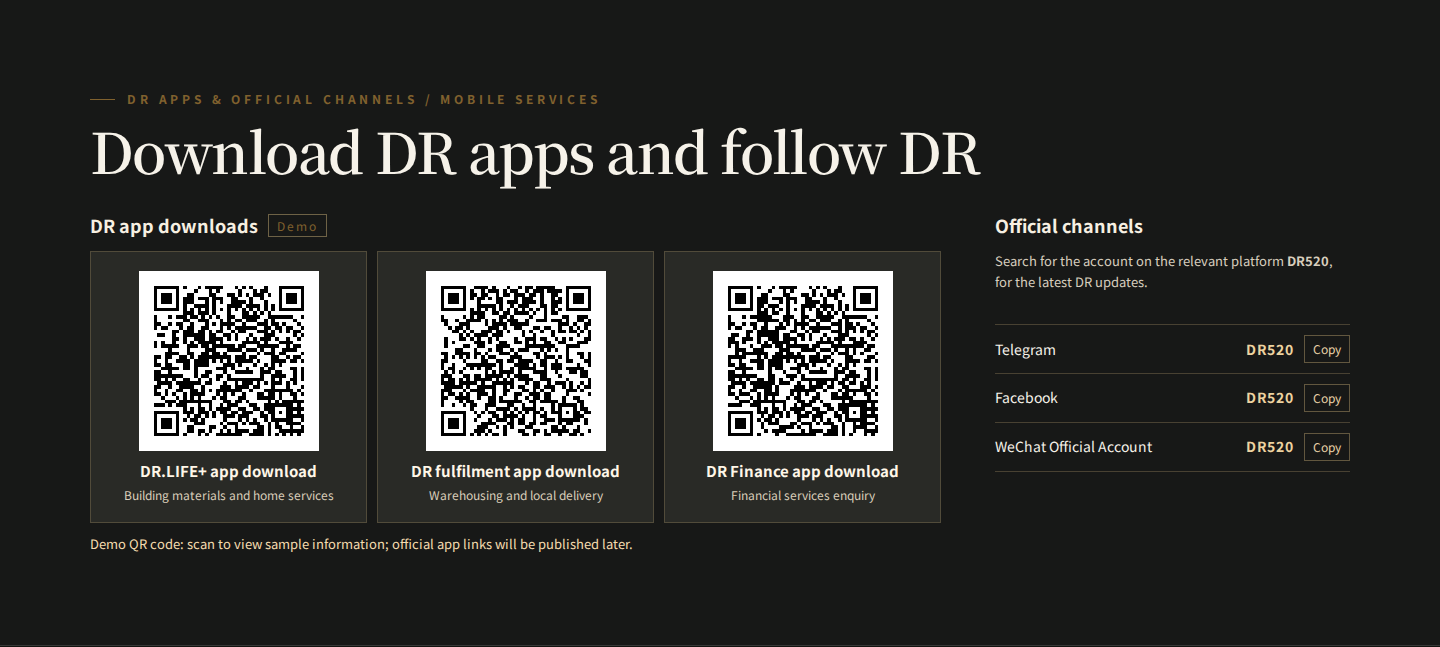 DR APPS & OFFICIAL CHANNELS / MOBILE SERVICES
Download DR apps and follow DR
DR app downloads Demo
DR.LIFE+ app download
Building materials and home services
DR fulfilment app download
Warehousing and local delivery
DR Finance app download
Financial services enquiry
Demo QR code: scan to view sample information; official app links will be published later.
Official channels
Search for the account on the relevant platform DR520,
for the latest DR updates.
Telegram DR520 Copy
Facebook DR520 Copy
WeChat Official Account DR520 Copy